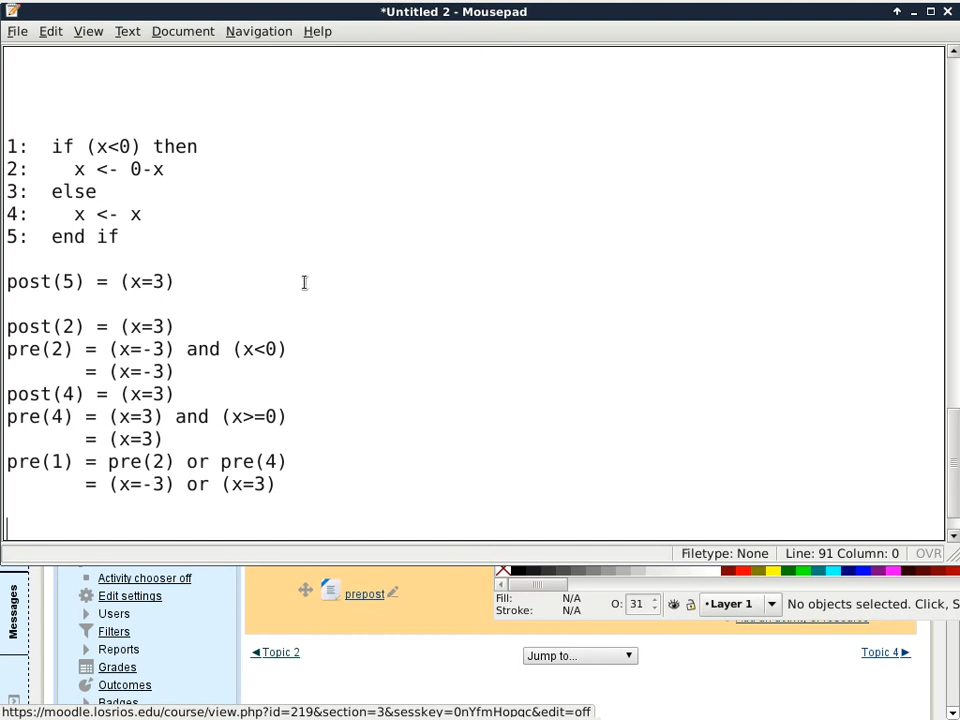 *Untitled 2 - Mousepad
File Edit View Text Document Navigation Help
1:  if (x<0) then
2:    x <- 0-x
3:  else
4:    x <- x
5:  end if
post(5) = (x=3)
post(2) = (x=3)
pre(2) = (x=-3) and (x<0)
       = (x=-3)
post(4) = (x=3)
pre(4) = (x=3) and (x>=0)
       = (x=3)
pre(1) = pre(2) or pre(4)
       = (x=-3) or (x=3)
Filetype: None Line: 91 Column: 0 OVR
Messages
Activity chooser off
Edit settings
Users
Filters
Reports
Grades
Outcomes
Badges
prepost
Fill: N/A
Stroke: N/A
O: 31
•Layer 1
No objects selected. Click, S
Topic 2
Jump to...
Topic 4
https://moodle.losrios.edu/course/view.php?id=219&section=3&sesskey=0nYfmHopqc&edit=off